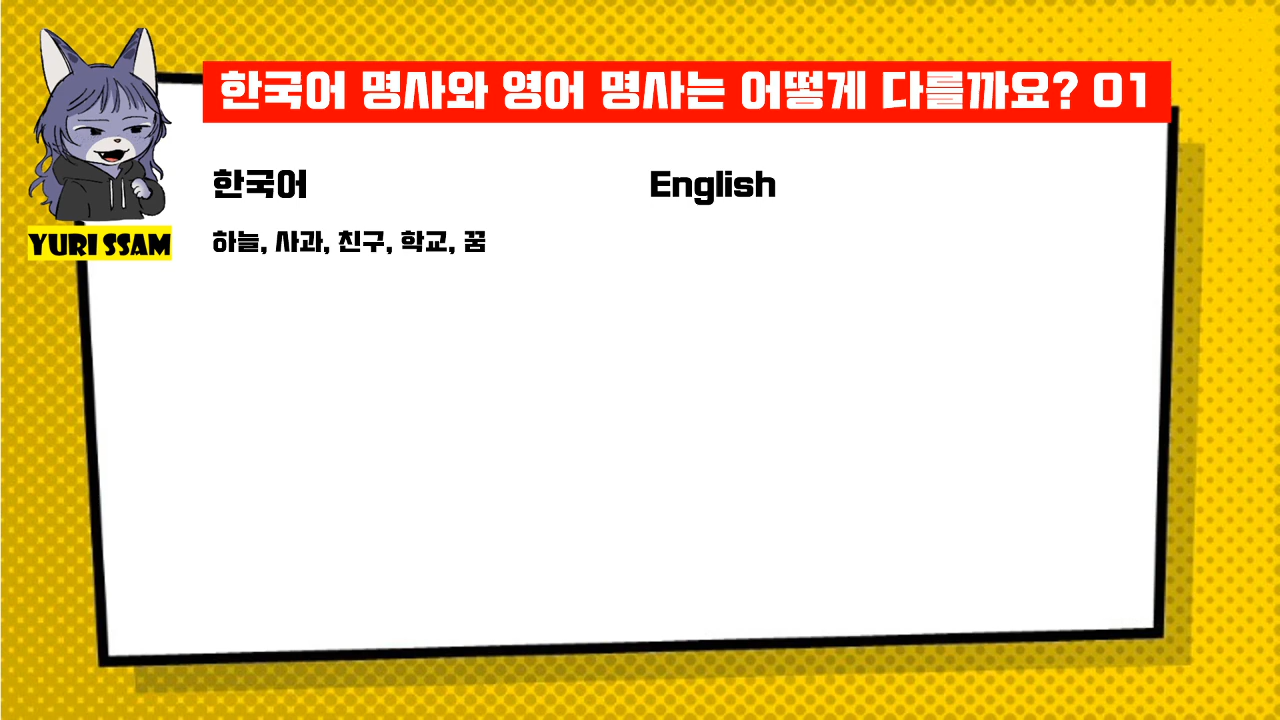 한국어 명사와 영어 명사는 어떻게 다를까요? 01
YURI SSAM
한국어
English
하늘, 사과, 친구, 학교, 꿈